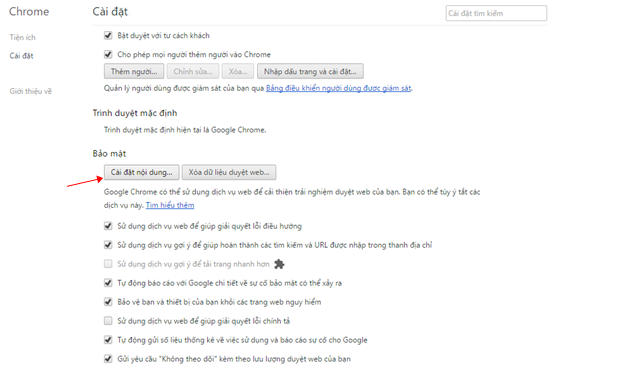 Chrome
Cài đặt
Cài đặt tìm kiếm
Tiện ích
Cài đặt
Giới thiệu về
Bật duyệt với tư cách khách
Cho phép mọi người thêm người vào Chrome
Thêm người... Chỉnh sửa... Xóa... Nhập dấu trang và cài đặt...
Quản lý người dùng được giám sát của bạn qua Bảng điều khiển người dùng được giám sát.
Trình duyệt mặc định
Trình duyệt mặc định hiện tại là Google Chrome.
Bảo mật
Cài đặt nội dung... Xóa dữ liệu duyệt web...
Google Chrome có thể sử dụng dịch vụ web để cải thiện trải nghiệm duyệt web của bạn. Bạn có thể tùy ý tắt các
dịch vụ này. Tìm hiểu thêm
Sử dụng dịch vụ web để giúp giải quyết lỗi điều hướng
Sử dụng dịch vụ gợi ý để giúp hoàn thành các tìm kiếm và URL được nhập trong thanh địa chỉ
Sử dụng dịch vụ gợi ý để tải trang nhanh hơn
Tự động báo cáo với Google chi tiết về sự cố bảo mật có thể xảy ra
Bảo vệ bạn và thiết bị của bạn khỏi các trang web nguy hiểm
Sử dụng dịch vụ web để giúp giải quyết lỗi chính tả
Tự động gửi số liệu thống kê về việc sử dụng và báo cáo sự cố cho Google
Gửi yêu cầu "Không theo dõi" kèm theo lưu lượng duyệt web của bạn